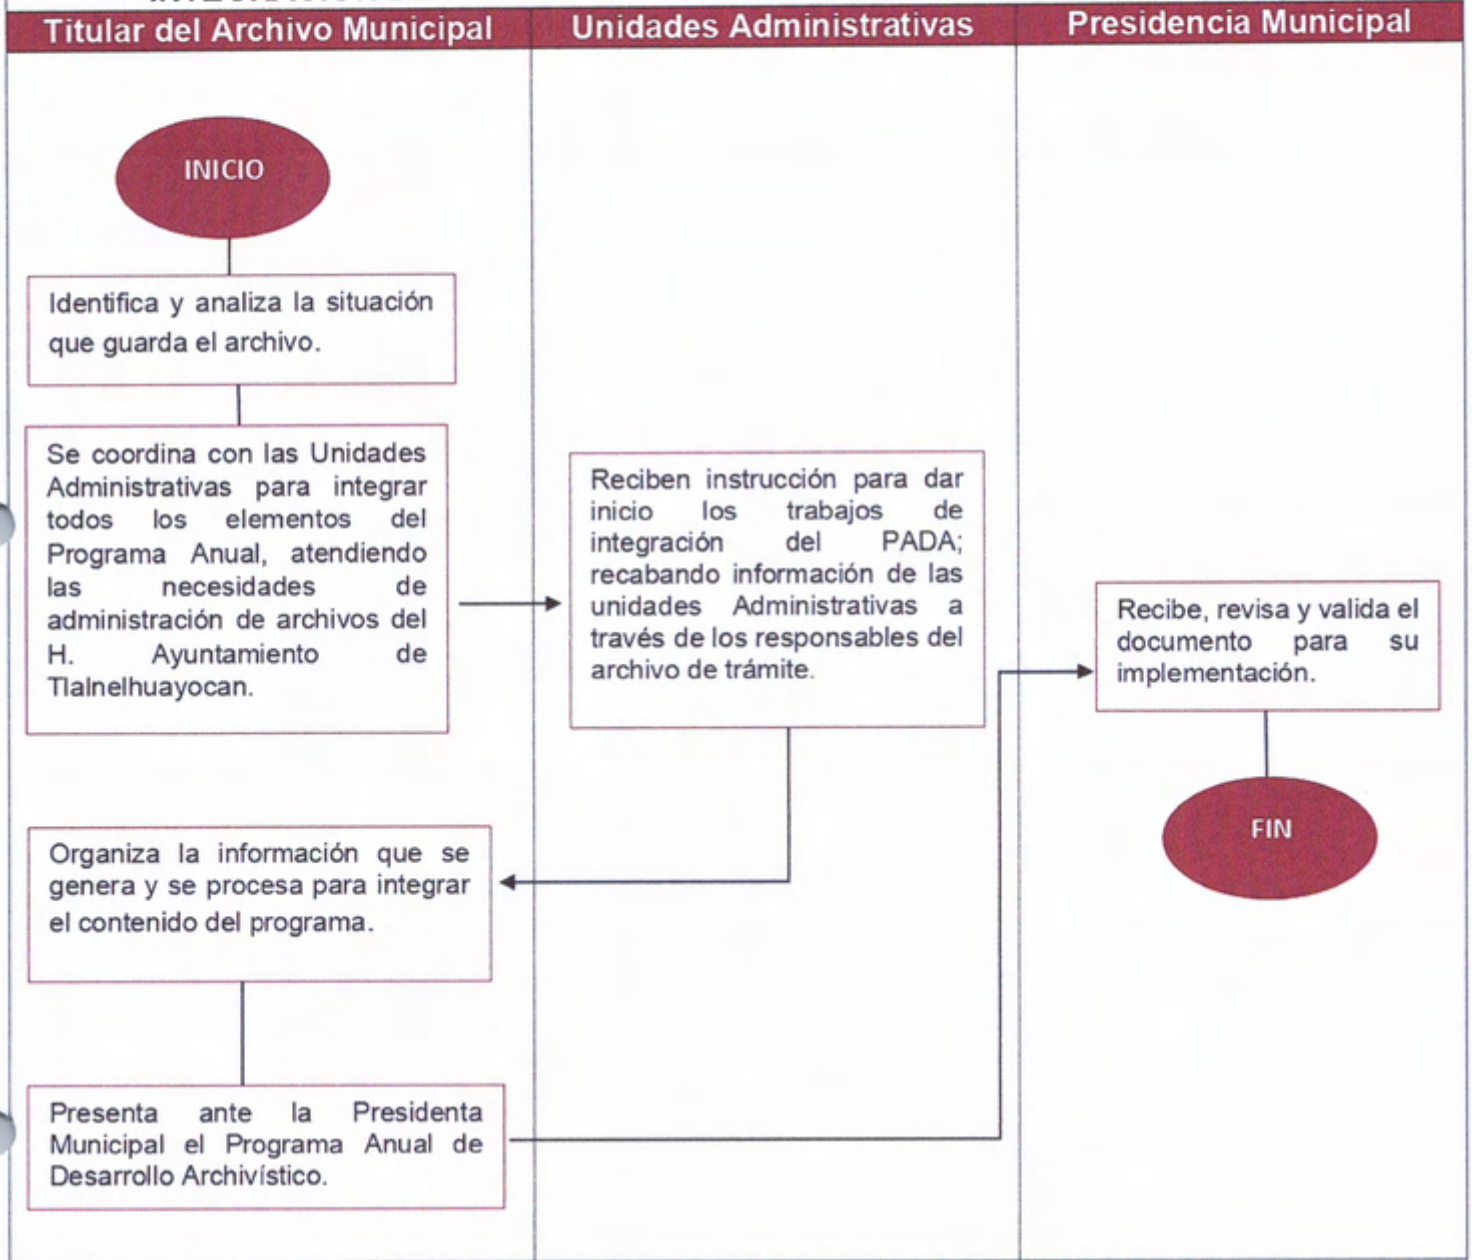 Titular del Archivo Municipal
Unidades Administrativas
Presidencia Municipal
INICIO
Identifica y analiza la situación
que guarda el archivo.
Se coordina con las Unidades
Administrativas para integrar
todos los elementos del
Programa Anual, atendiendo
las necesidades de
administración de archivos del
H. Ayuntamiento de
Tlalnelhuayocan.
Reciben instrucción para dar
inicio los trabajos de
integración del PADA;
recabando información de las
unidades Administrativas a
través de los responsables del
archivo de trámite.
Organiza la información que se
genera y se procesa para integrar
el contenido del programa.
Presenta ante la Presidenta
Municipal el Programa Anual de
Desarrollo Archivístico.
Recibe, revisa y valida el
documento para su
implementación.
FIN